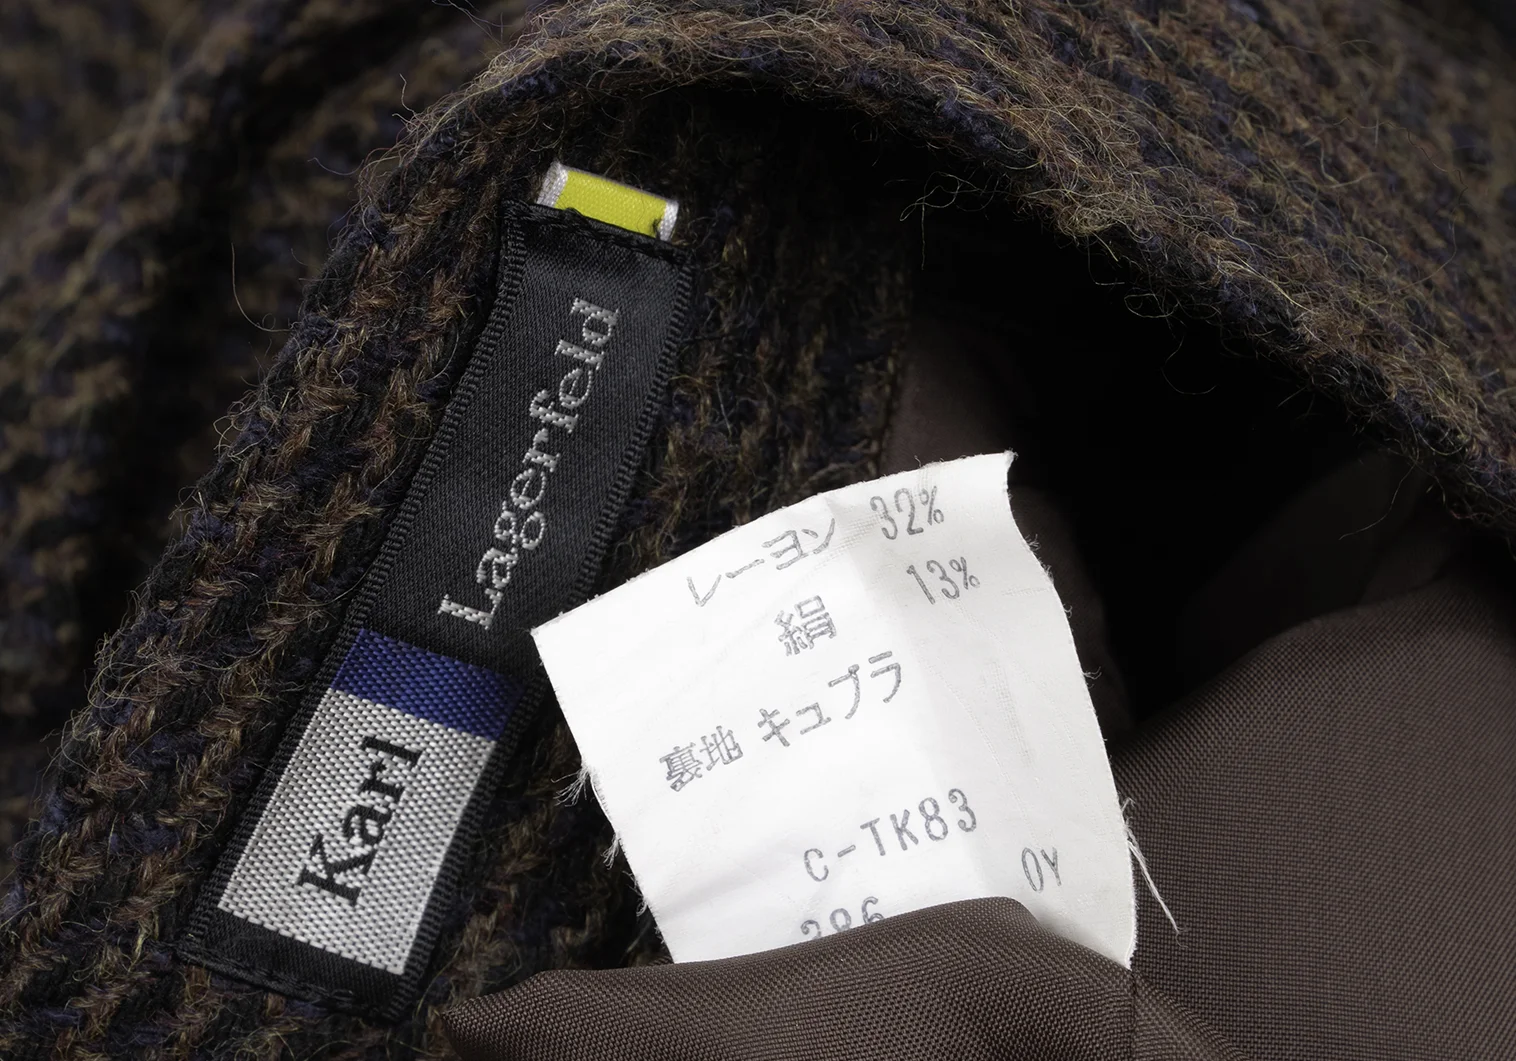 Karl Lagerfeld
レーヨン 32%
絹 13%
裏地 キュプラ
C-TK83
0Y